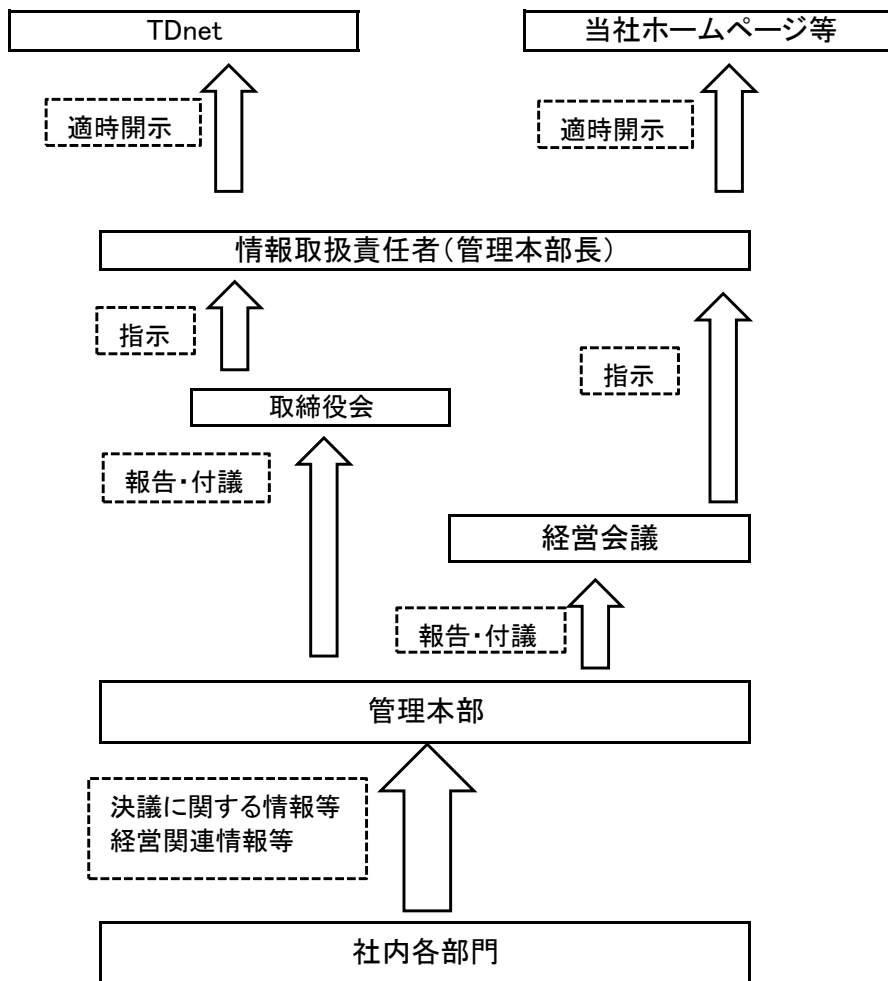 TDnet
当社ホームページ等
適時開示
適時開示
情報取扱責任者(管理本部長)
指示
指示
取締役会
報告・付議
経営会議
報告・付議
管理本部
決議に関する情報等
経営関連情報等
社内各部門